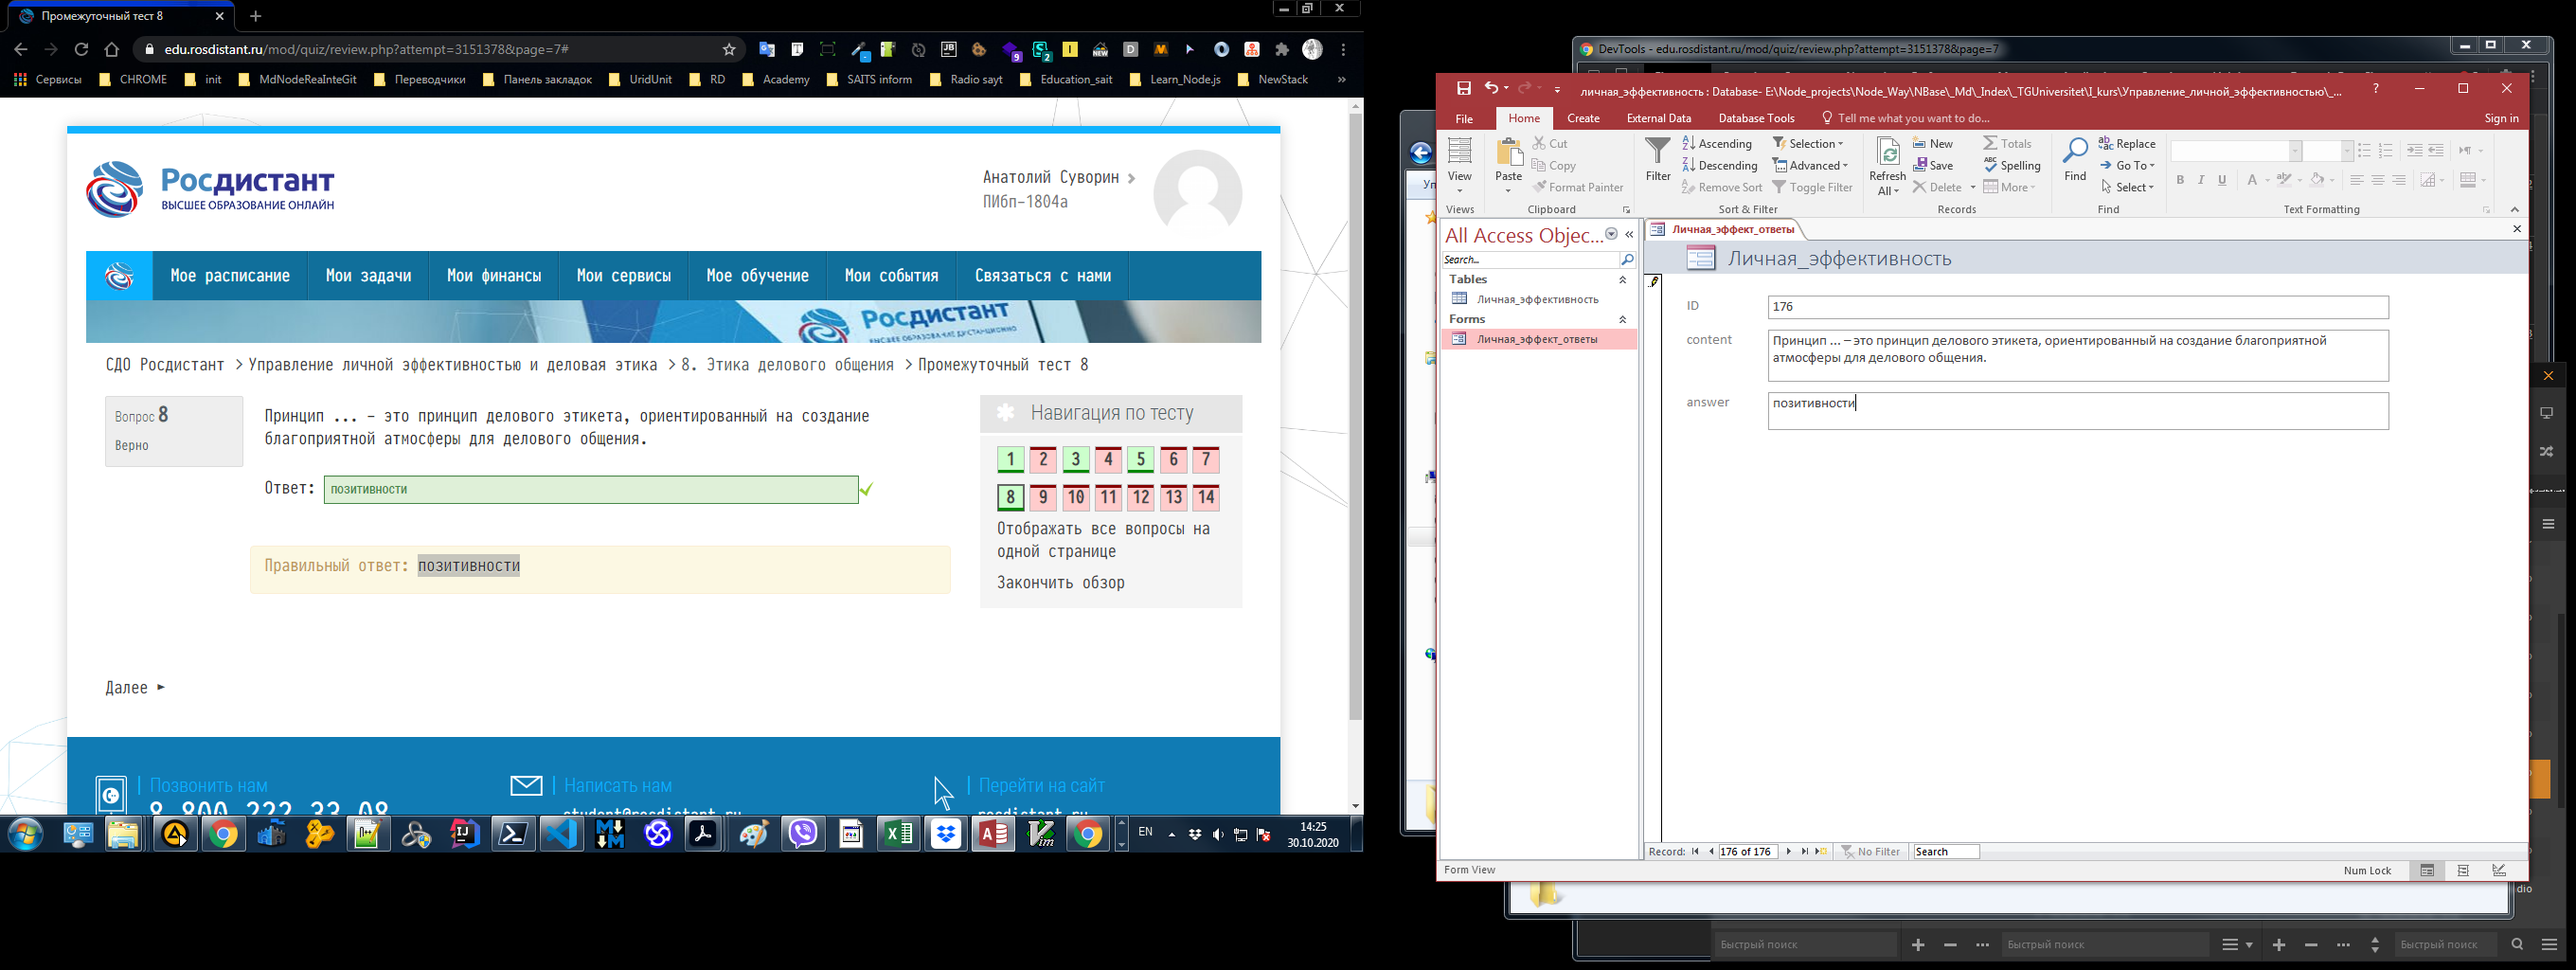 Промежуточный тест 8
edu.rosdistant.ru/mod/quiz/review.php?attempt=3151378&page=7#
Сервисы CHROME init MdNodeReaInteGit Переводчики Панель закладок UridUnit RD Academy SAITS inform Radio sayt Education_sait Learn_Node.js NewStack »
Росдистант
ВЫСШЕЕ ОБРАЗОВАНИЕ ОНЛАЙН
Анатолий Суворин
ПИбп-1804а
Мое расписание Мои задачи Мои финансы Мои сервисы Мое обучение Мои события Связаться с нами
Росдистант
СДО Росдистант > Управление личной эффективностью и деловая этика > 8. Этика делового общения > Промежуточный тест 8
Вопрос 8
Верно
Принцип ... – это принцип делового этикета, ориентированный на создание
благоприятной атмосферы для делового общения.
Ответ: позитивности
Правильный ответ: позитивности
Навигация по тесту
1 2 3 4 5 6 7
8 9 10 11 12 13 14
Отображать все вопросы на
одной странице
Закончить обзор
Далее ►
Позвонить нам
8 800 222 33 08
Написать нам
student@rosdistant.ru
Перейти на сайт
rosdistant.ru
EN
14:25
30.10.2020
DevTools - edu.rosdistant.ru/mod/quiz/review.php?attempt=3151378&page=7
личная_эффективность : Database- E:\Node_projects\Node_Way\NBase\_Md\_Index\_TGUniversitet\I_kurs\Управление_личной_эффективностью\_...
File Home Create External Data Database Tools Tell me what you want to do... Sign in
View
Views
Paste
Cut
Copy
Format Painter
Clipboard
Filter
Ascending
Descending
Remove Sort
Selection
Advanced
Toggle Filter
Sort & Filter
Refresh
All
New
Save
Delete
Totals
Spelling
More
Records
Find
Replace
Go To
Select
Find
B I U A
Text Formatting
All Access Objec... «
Search...
Tables
Личная_эффективность
Forms
Личная_эффект_ответы
Личная_эффект_ответы
Личная_эффективность
ID 176
content Принцип ... – это принцип делового этикета, ориентированный на создание благоприятной
атмосферы для делового общения.
answer позитивности
Record: 176 of 176 No Filter Search
Form View
Num Lock
dio
Быстрый поиск Быстрый поиск Быстрый поиск